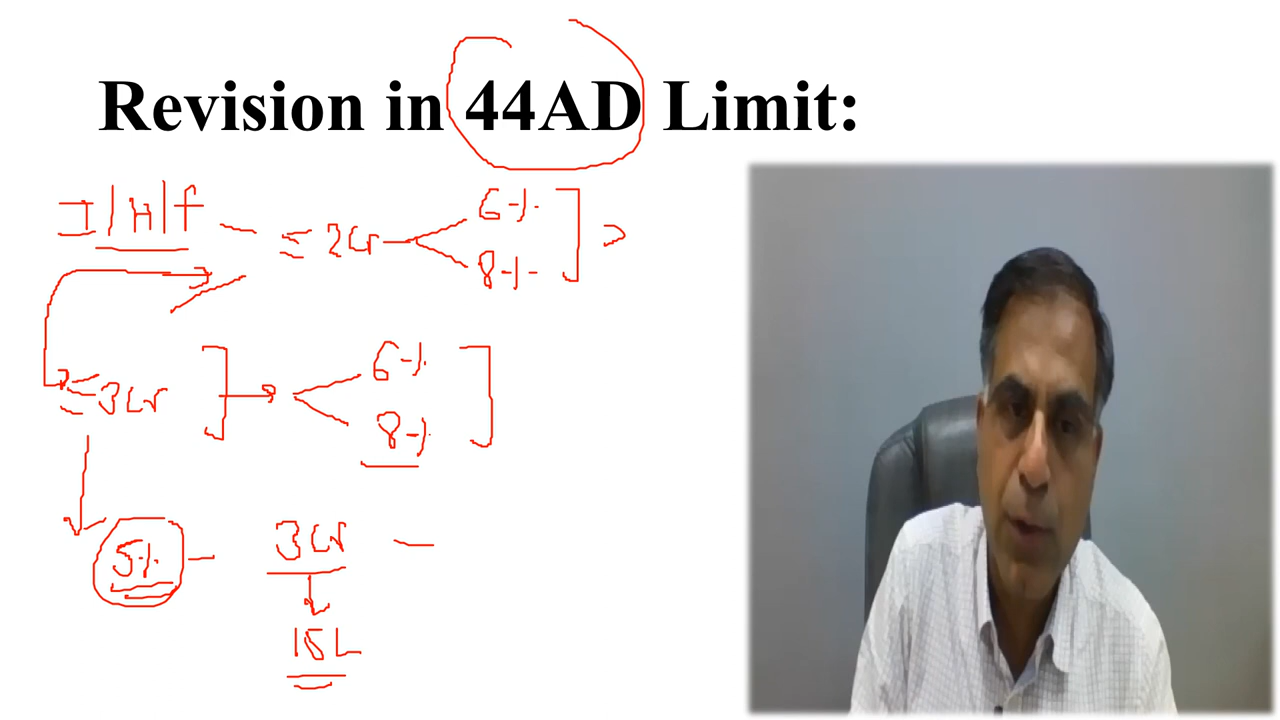 Revision in 44AD Limit:
I/H/f - ≤ 2Cr 6%
8%
≤3Cr 6%
8%
5% - 3Cr -
15L